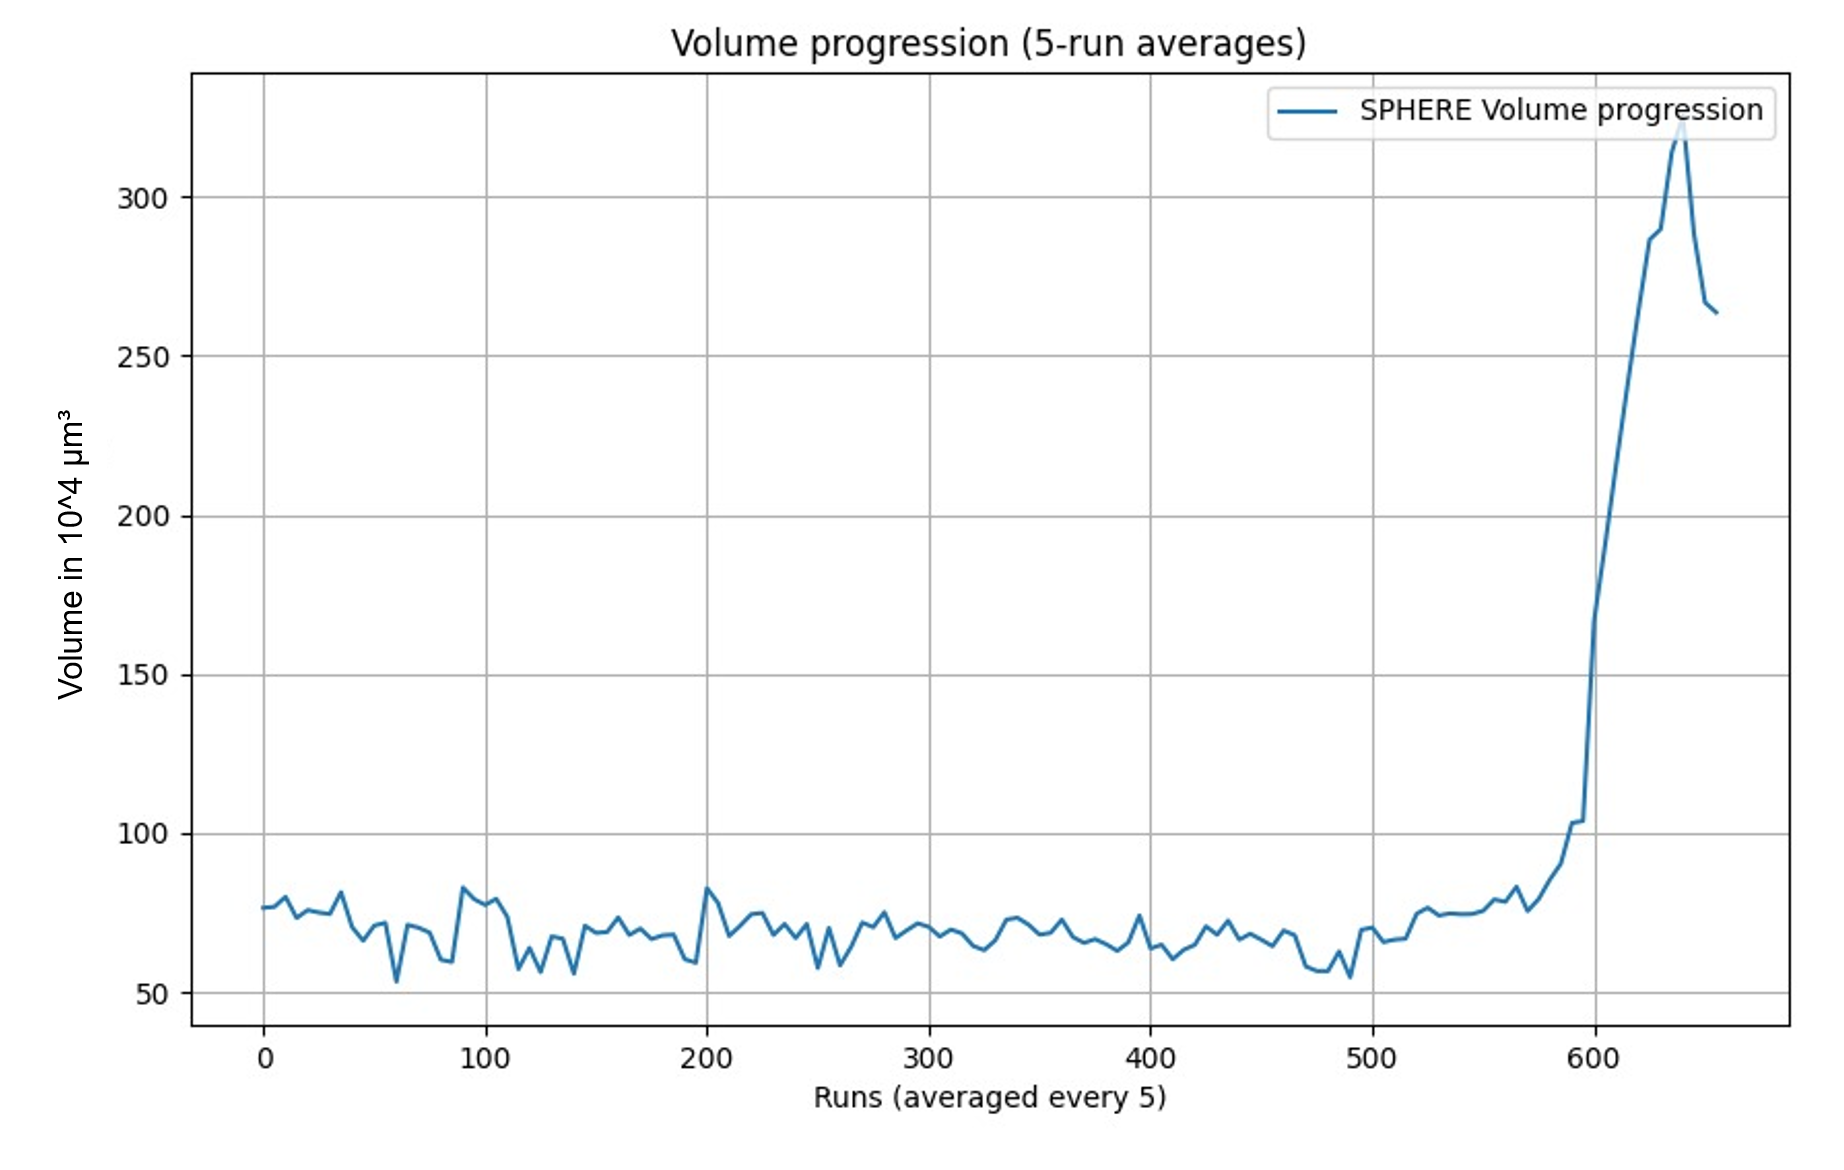 Volume progression (5-run averages)
SPHERE Volume progression
Volume in 10^4 µm³
300
250
200
150
100
50
0 100 200 300 400 500 600
Runs (averaged every 5)